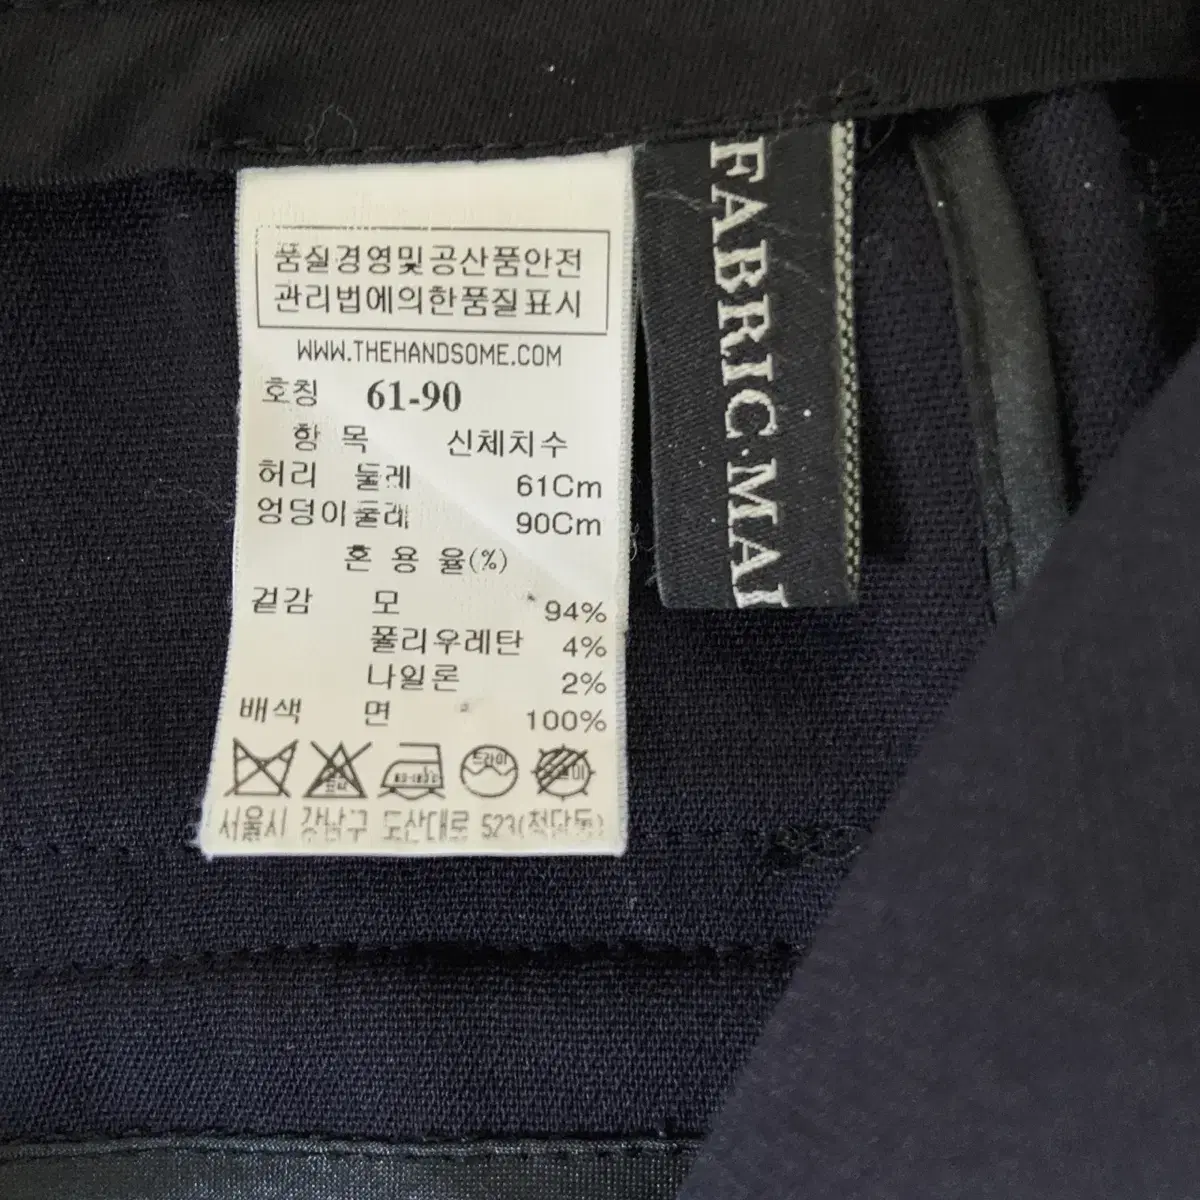 품질경영및공산품안전
관리법에의한품질표시
WWW.THEHANDSOME.COM
호칭 61-90
항 목 신체치수
허리 둘레 61Cm
엉덩이둘레 90Cm
혼 용 율(%)
겉감 모 94%
폴리우레탄 4%
나일론 2%
배색 면 100%
드라이
서울시 강남구 도산대로 523(청담동)
FABRIC·MAI